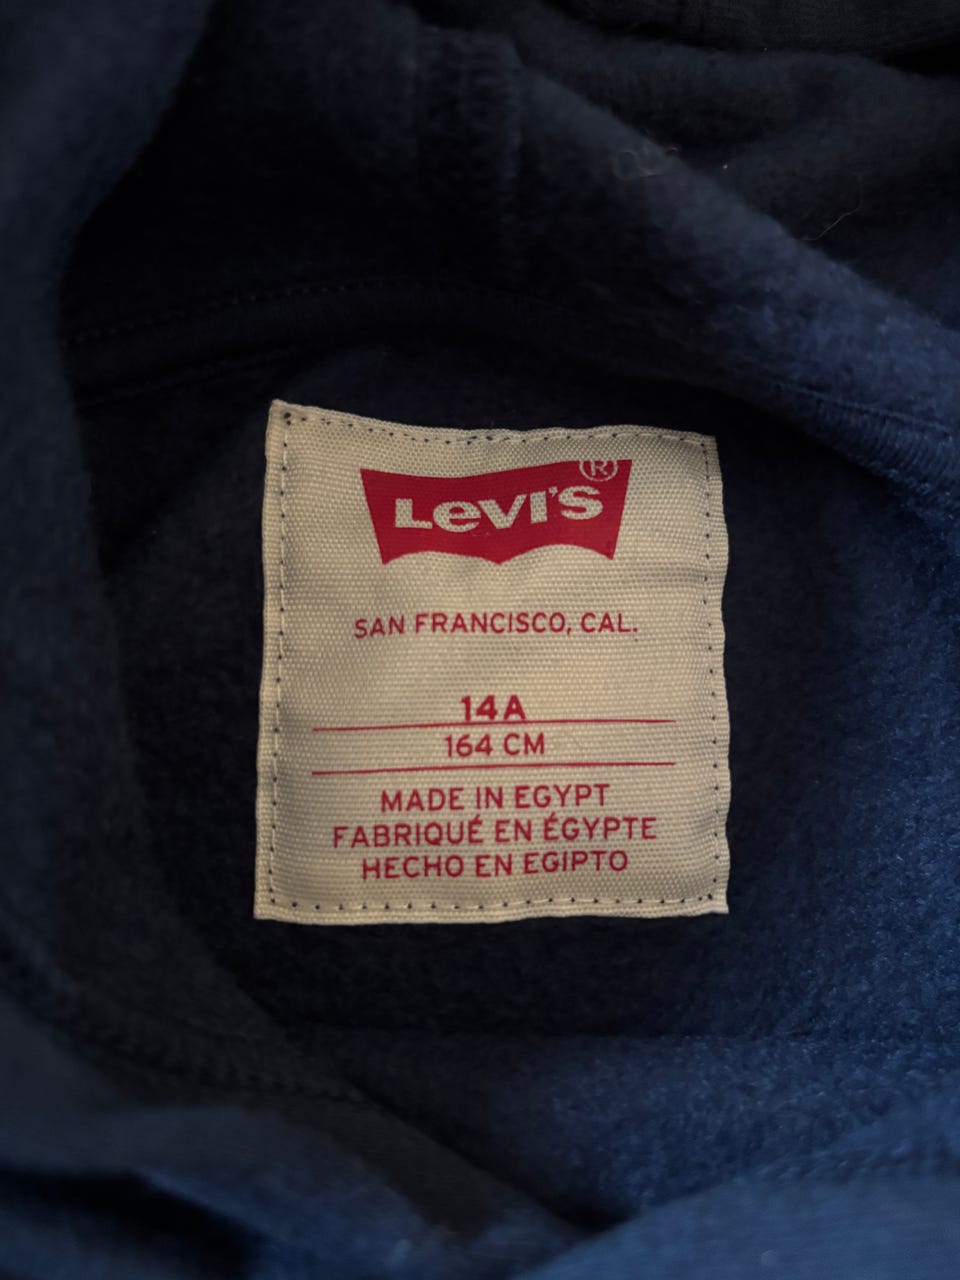 LEVI'S®
SAN FRANCISCO, CAL.
14A
164 CM
MADE IN EGYPT
FABRIQUÉ EN ÉGYPTE
HECHO EN EGIPTO